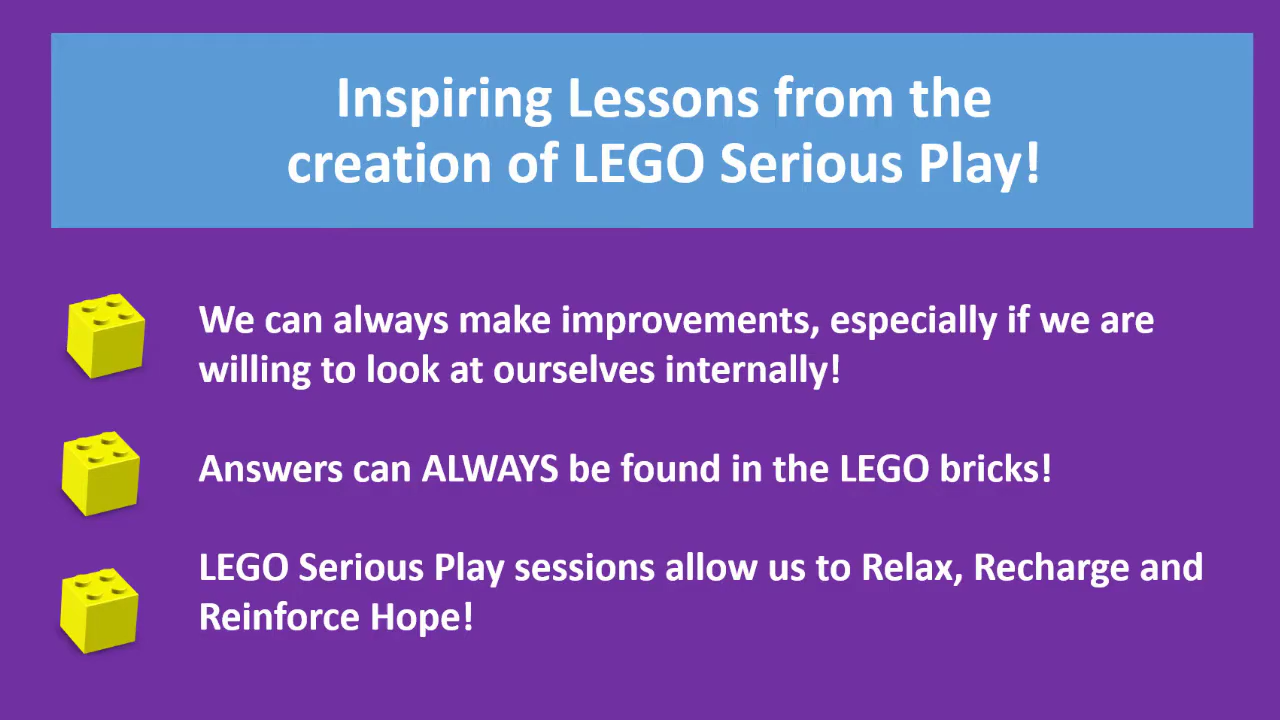 Inspiring Lessons from the
creation of LEGO Serious Play!
We can always make improvements, especially if we are
willing to look at ourselves internally!
Answers can ALWAYS be found in the LEGO bricks!
LEGO Serious Play sessions allow us to Relax, Recharge and
Reinforce Hope!